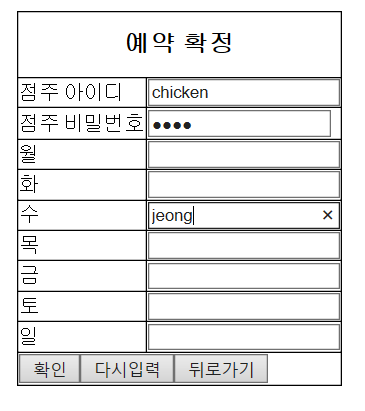 예약 확정
점주 아이디 chicken
점주 비밀번호 ●●●●
월
화
수 jeong ✕
목
금
토
일
확인 다시입력 뒤로가기